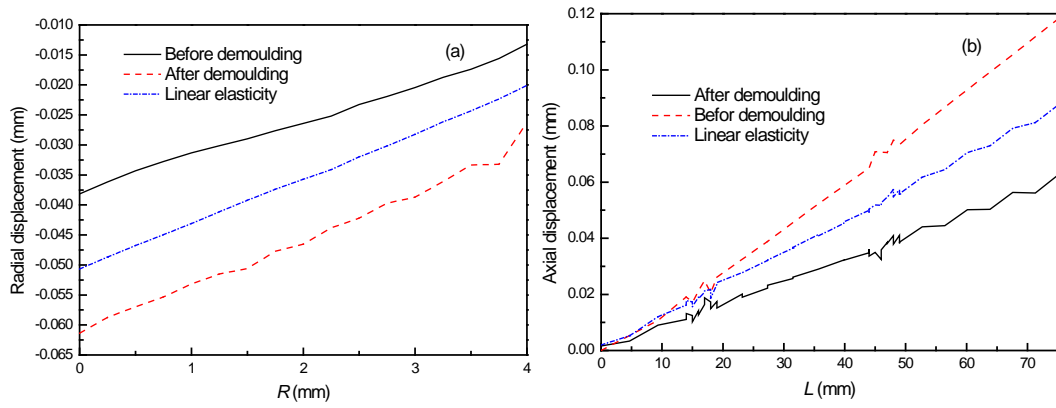 -0.010
-0.015
-0.020
-0.025
-0.030
-0.035
-0.040
-0.045
-0.050
-0.055
-0.060
-0.065
Radial displacement (mm)
(a)
Before demoulding
After demoulding
Linear elasticity
0 1 2 3 4
R (mm)
0.12
0.10
0.08
0.06
0.04
0.02
0.00
Axial displacement (mm)
(b)
After demoulding
Befor demoulding
Linear elasticity
0 10 20 30 40 50 60 70
L (mm)